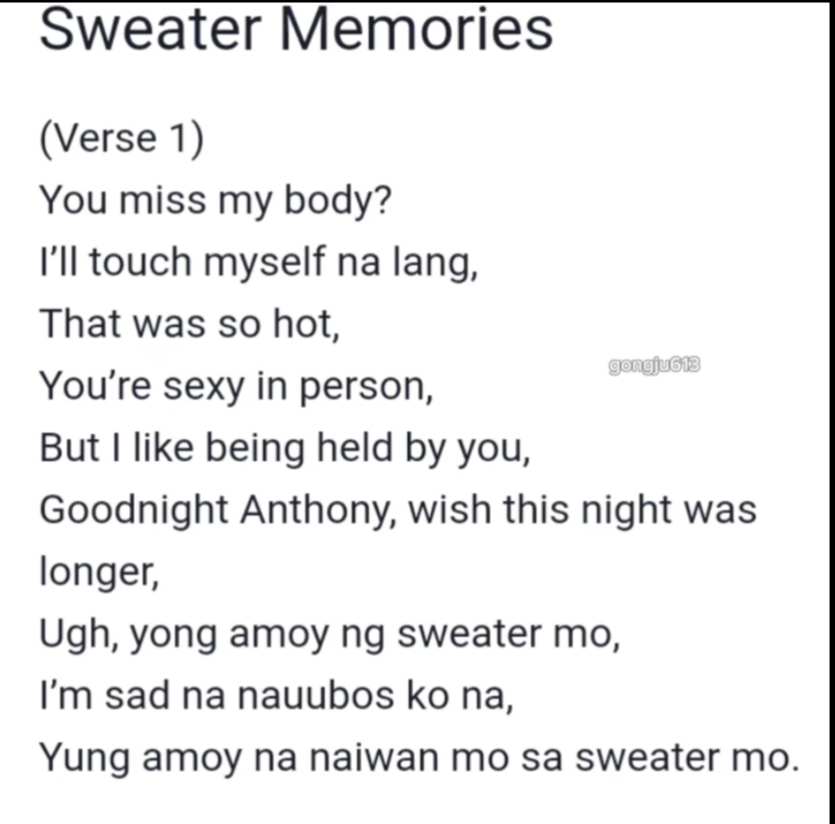 Sweater Memories
(Verse 1)
You miss my body?
I'll touch myself na lang,
That was so hot,
gongju613
You're sexy in person,
But I like being held by you,
Goodnight Anthony, wish this night was
longer,
Ugh, yong amoy ng sweater mo,
I'm sad na nauubos ko na,
Yung amoy na naiwan mo sa sweater mo.